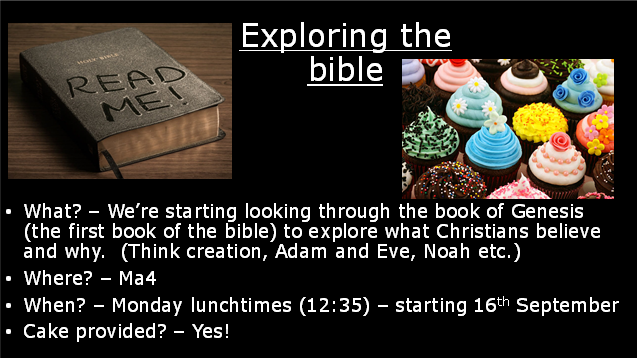 Exploring the
bible
HOLY BIBLE
READ
ME!
• What? – We’re starting looking through the book of Genesis
(the first book of the bible) to explore what Christians believe
and why.  (Think creation, Adam and Eve, Noah etc.)
• Where? – Ma4
• When? – Monday lunchtimes (12:35) – starting 16th September
• Cake provided? – Yes!